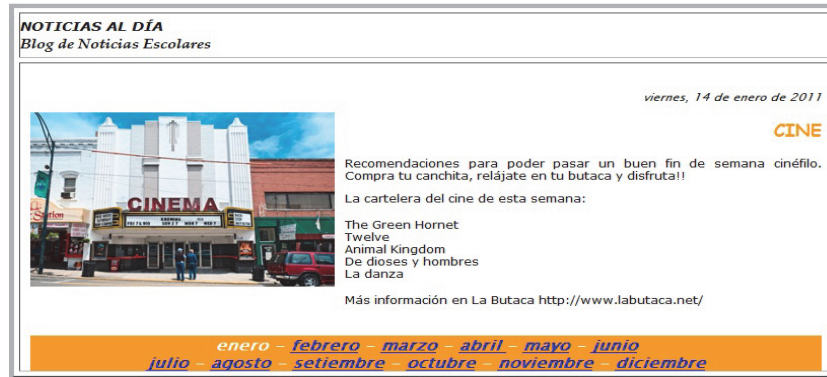 NOTICIAS AL DÍA
Blog de Noticias Escolares
viernes, 14 de enero de 2011
CINE
Recomendaciones para poder pasar un buen fin de semana cinéfilo.
Compra tu canchita, relájate en tu butaca y disfruta!!
La cartelera del cine de esta semana:
The Green Hornet
Twelve
Animal Kingdom
De dioses y hombres
La danza
Más información en La Butaca http://www.labutaca.net/
CINEMA
enero – febrero – marzo – abril – mayo – junio
julio – agosto – setiembre – octubre – noviembre – diciembre